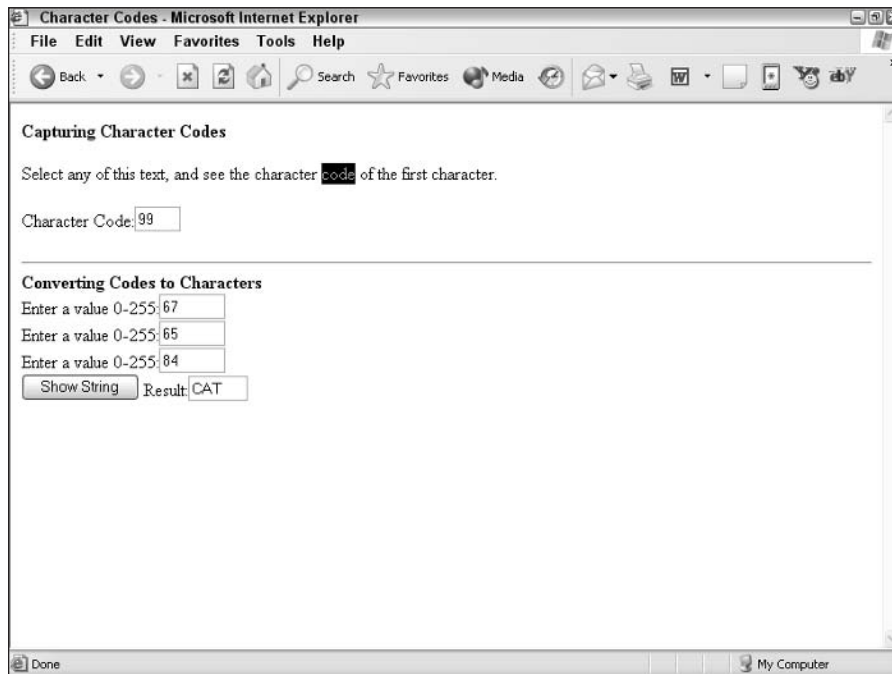 Character Codes - Microsoft Internet Explorer
File Edit View Favorites Tools Help
Back Search Favorites Media
Capturing Character Codes
Select any of this text, and see the character code of the first character.
Character Code: 99
Converting Codes to Characters
Enter a value 0-255: 67
Enter a value 0-255: 65
Enter a value 0-255: 84
Show String Result: CAT
Done My Computer